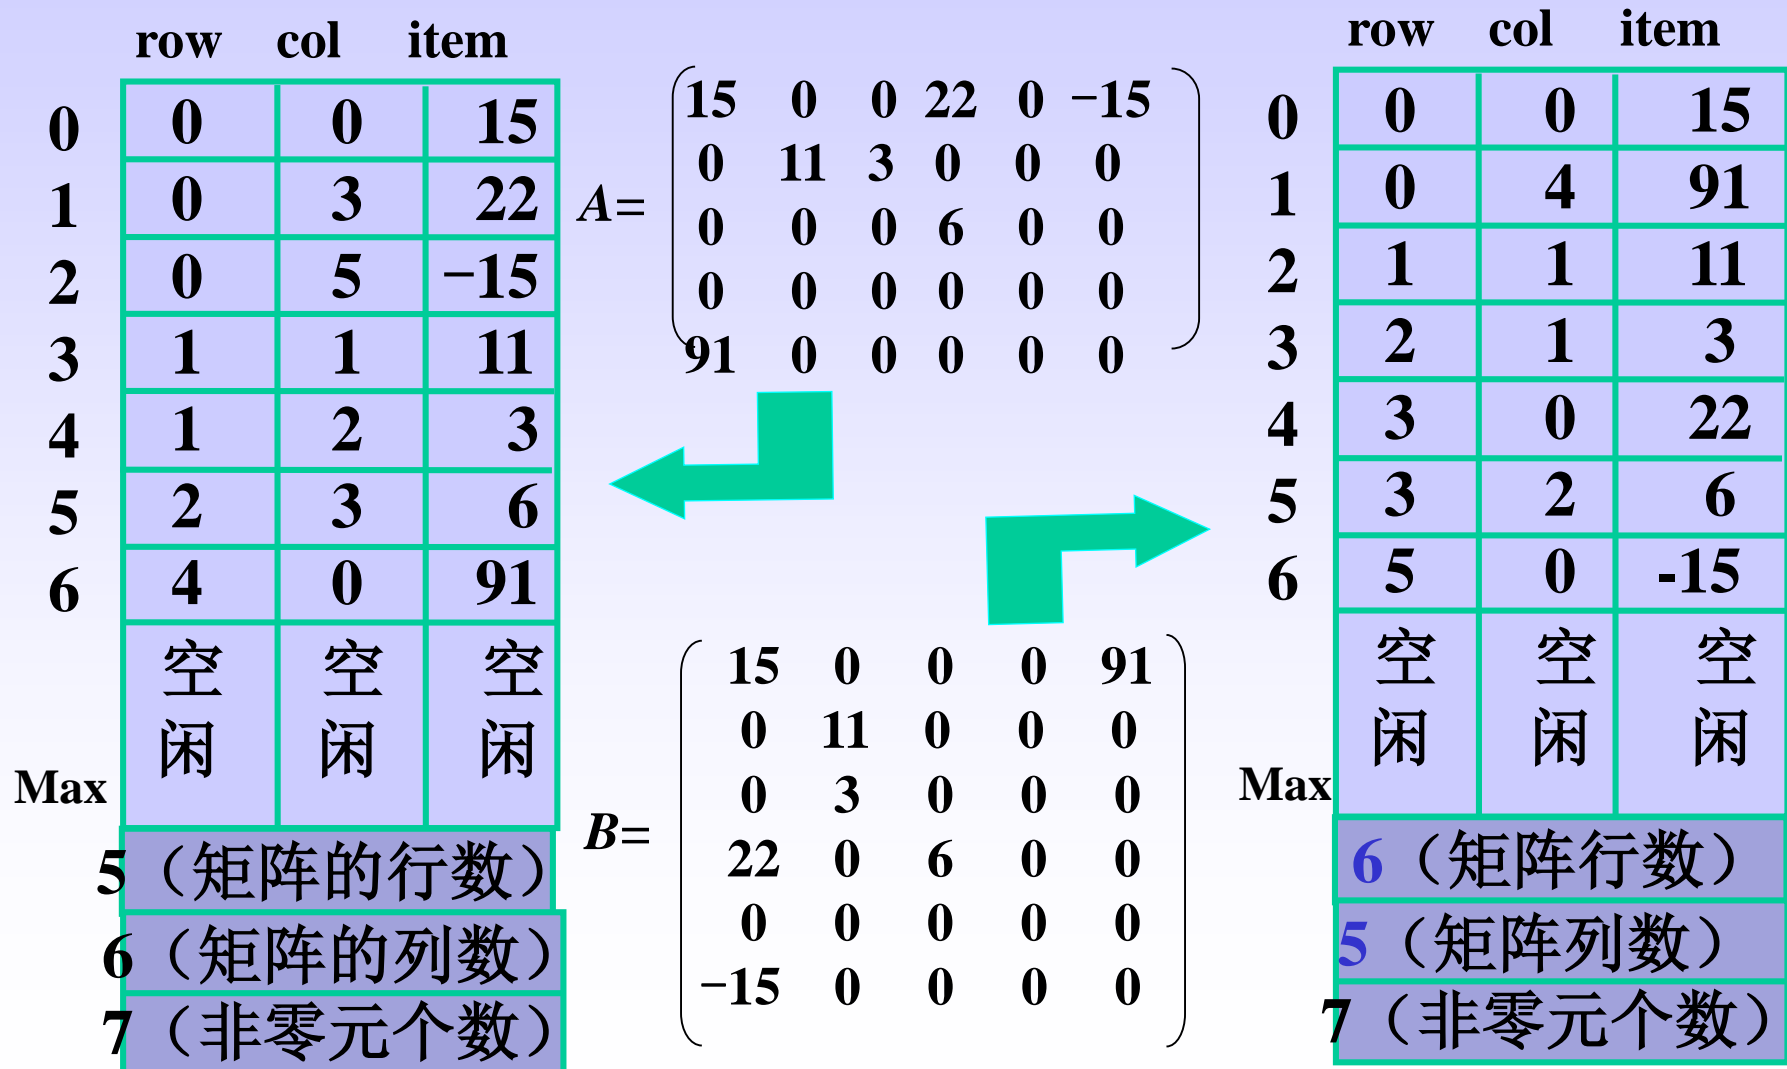 row col item
0 0 0 15
1 0 3 22
2 0 5 −15
3 1 1 11
4 1 2 3
5 2 3 6
6 4 0 91
空 空 空
闲 闲 闲
Max
5（矩阵的行数）
6（矩阵的列数）
7（非零元个数）
A=
15 0 0 22 0 −15
0 11 3 0 0 0
0 0 0 6 0 0
0 0 0 0 0 0
91 0 0 0 0 0
B=
15 0 0 0 91
0 11 0 0 0
0 3 0 0 0
22 0 6 0 0
0 0 0 0 0
−15 0 0 0 0
row col item
0 0 0 15
1 0 4 91
2 1 1 11
3 2 1 3
4 3 0 22
5 3 2 6
6 5 0 -15
空 空 空
闲 闲 闲
Max
6（矩阵行数）
5（矩阵列数）
7（非零元个数）